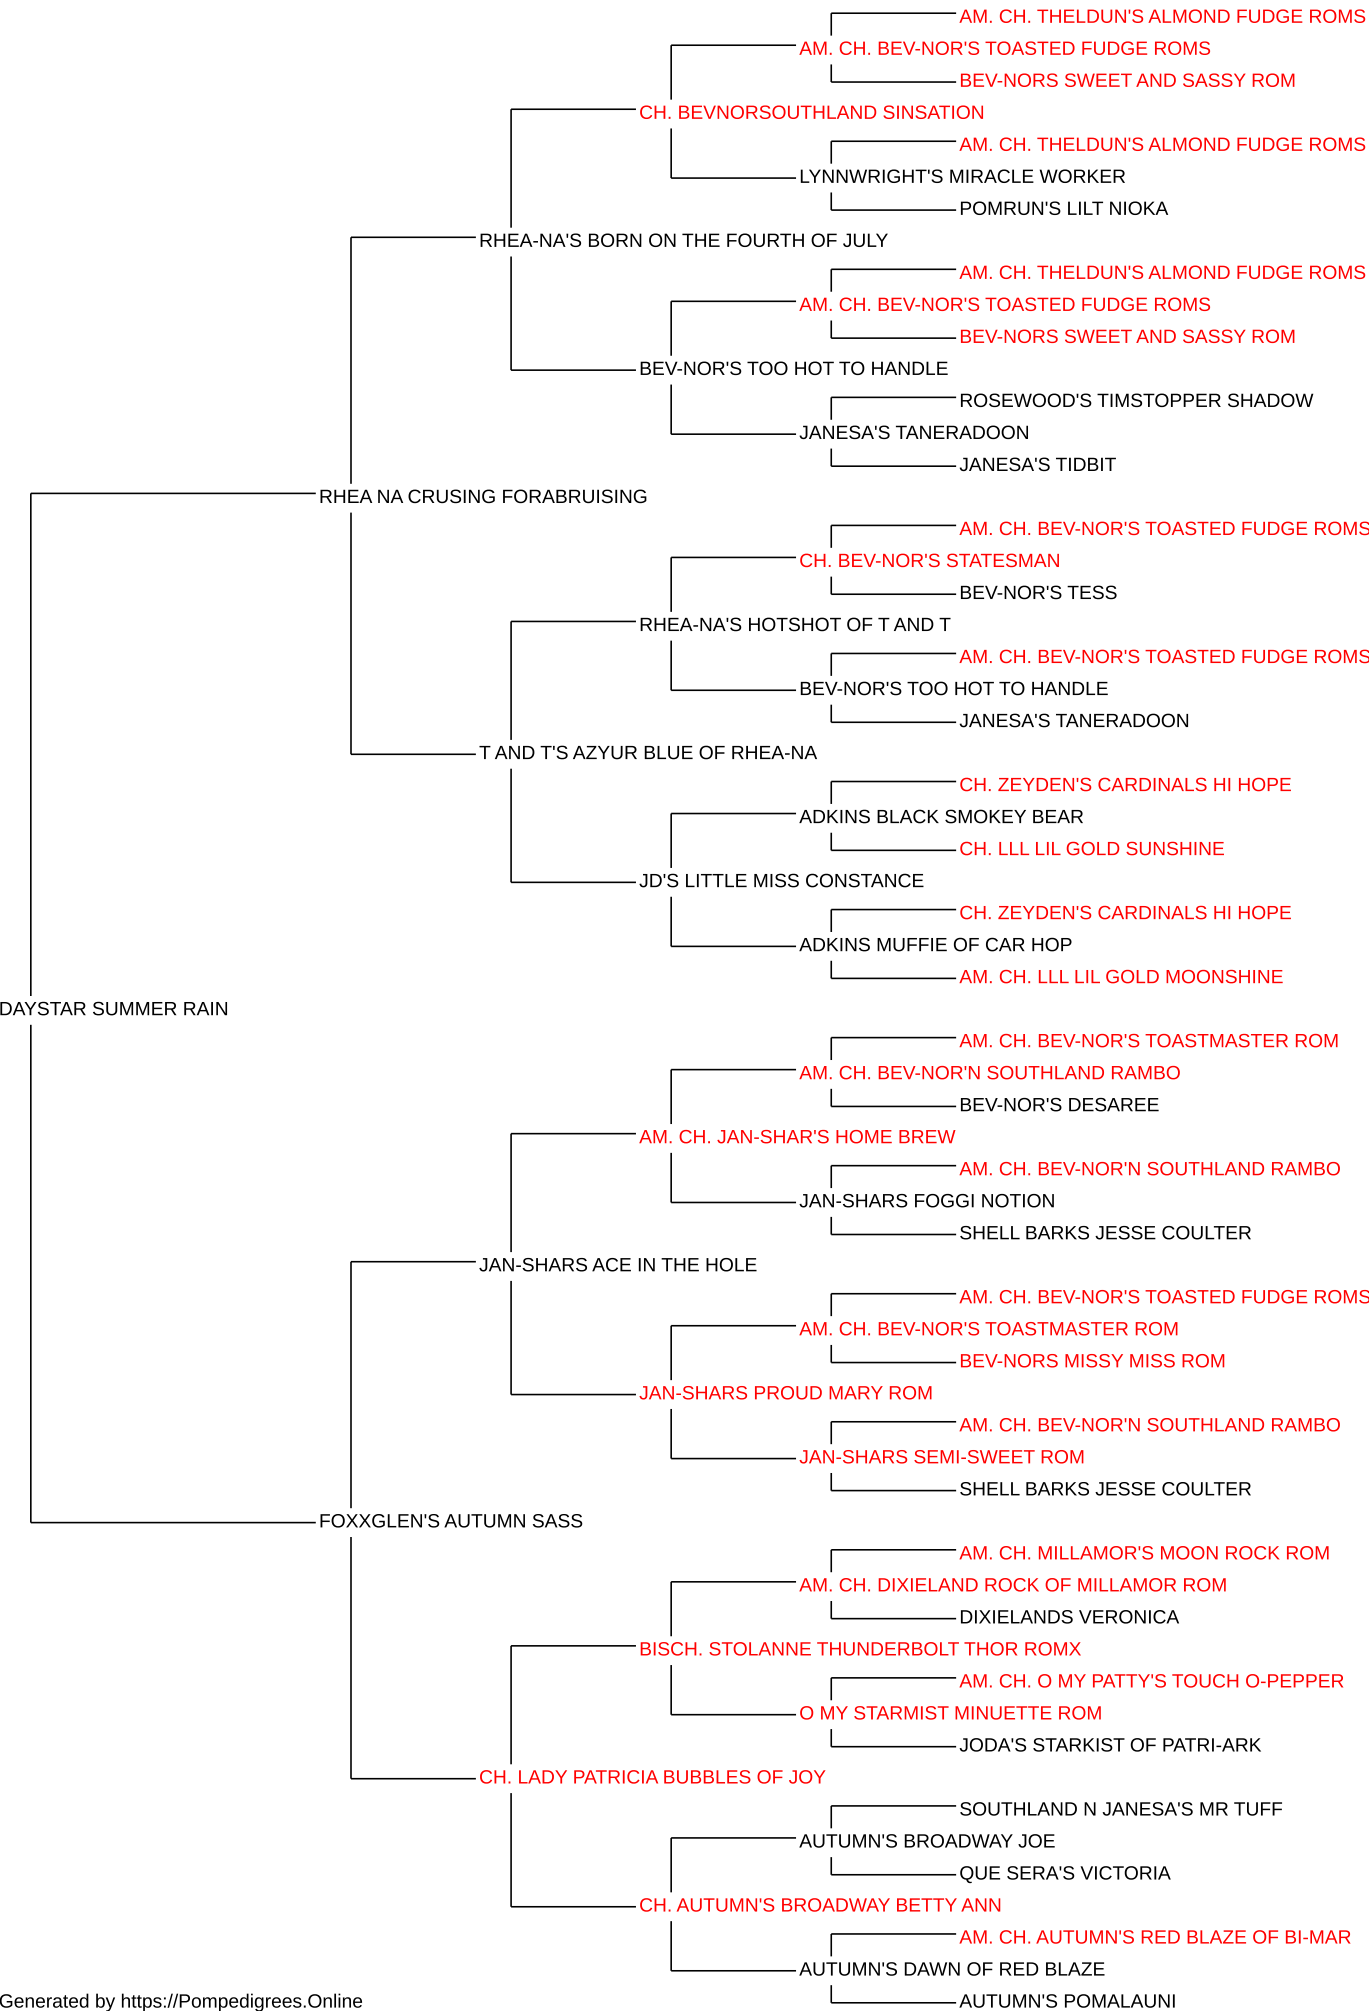 AM. CH. THELDUN'S ALMOND FUDGE ROMS
AM. CH. BEV-NOR'S TOASTED FUDGE ROMS
BEV-NORS SWEET AND SASSY ROM
CH. BEVNORSOUTHLAND SINSATION
AM. CH. THELDUN'S ALMOND FUDGE ROMS
LYNNWRIGHT'S MIRACLE WORKER
POMRUN'S LILT NIOKA
RHEA-NA'S BORN ON THE FOURTH OF JULY
AM. CH. THELDUN'S ALMOND FUDGE ROMS
AM. CH. BEV-NOR'S TOASTED FUDGE ROMS
BEV-NORS SWEET AND SASSY ROM
BEV-NOR'S TOO HOT TO HANDLE
ROSEWOOD'S TIMSTOPPER SHADOW
JANESA'S TANERADOON
JANESA'S TIDBIT
RHEA NA CRUSING FORABRUISING
AM. CH. BEV-NOR'S TOASTED FUDGE ROMS
CH. BEV-NOR'S STATESMAN
BEV-NOR'S TESS
RHEA-NA'S HOTSHOT OF T AND T
AM. CH. BEV-NOR'S TOASTED FUDGE ROMS
BEV-NOR'S TOO HOT TO HANDLE
JANESA'S TANERADOON
T AND T'S AZYUR BLUE OF RHEA-NA
CH. ZEYDEN'S CARDINALS HI HOPE
ADKINS BLACK SMOKEY BEAR
CH. LLL LIL GOLD SUNSHINE
JD'S LITTLE MISS CONSTANCE
CH. ZEYDEN'S CARDINALS HI HOPE
ADKINS MUFFIE OF CAR HOP
AM. CH. LLL LIL GOLD MOONSHINE
DAYSTAR SUMMER RAIN
AM. CH. BEV-NOR'S TOASTMASTER ROM
AM. CH. BEV-NOR'N SOUTHLAND RAMBO
BEV-NOR'S DESAREE
AM. CH. JAN-SHAR'S HOME BREW
AM. CH. BEV-NOR'N SOUTHLAND RAMBO
JAN-SHARS FOGGI NOTION
SHELL BARKS JESSE COULTER
JAN-SHARS ACE IN THE HOLE
AM. CH. BEV-NOR'S TOASTED FUDGE ROMS
AM. CH. BEV-NOR'S TOASTMASTER ROM
BEV-NORS MISSY MISS ROM
JAN-SHARS PROUD MARY ROM
AM. CH. BEV-NOR'N SOUTHLAND RAMBO
JAN-SHARS SEMI-SWEET ROM
SHELL BARKS JESSE COULTER
FOXXGLEN'S AUTUMN SASS
AM. CH. MILLAMOR'S MOON ROCK ROM
AM. CH. DIXIELAND ROCK OF MILLAMOR ROM
DIXIELANDS VERONICA
BISCH. STOLANNE THUNDERBOLT THOR ROMX
AM. CH. O MY PATTY'S TOUCH O-PEPPER
O MY STARMIST MINUETTE ROM
JODA'S STARKIST OF PATRI-ARK
CH. LADY PATRICIA BUBBLES OF JOY
SOUTHLAND N JANESA'S MR TUFF
AUTUMN'S BROADWAY JOE
QUE SERA'S VICTORIA
CH. AUTUMN'S BROADWAY BETTY ANN
AM. CH. AUTUMN'S RED BLAZE OF BI-MAR
AUTUMN'S DAWN OF RED BLAZE
AUTUMN'S POMALAUNI
Generated by https://Pompedigrees.Online